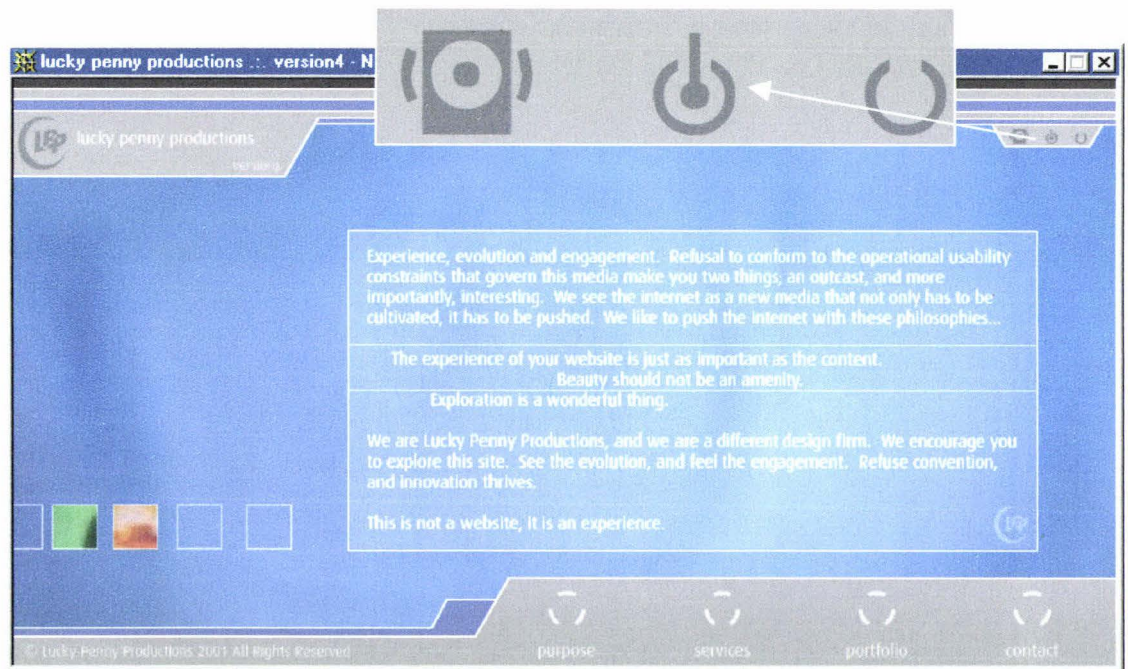 lucky penny productions .:. version4 - N
lucky penny productions
Experience, evolution and engagement. Refusal to conform to the operational usability
constraints that govern this media make you two things; an outcast, and more
importantly, interesting. We see the internet as a new media that not only has to be
cultivated, it has to be pushed. We like to push the internet with these philosophies...
The experience of your website is just as important as the content.
Beauty should not be an amenity.
Exploration is a wonderful thing.
We are Lucky Penny Productions, and we are a different design firm. We encourage you
to explore this site. See the evolution, and feel the engagement. Refuse convention,
and innovation thrives.
This is not a website, it is an experience.
purpose services portfolio contact
© Lucky Penny Productions 2001 All Rights Reserved